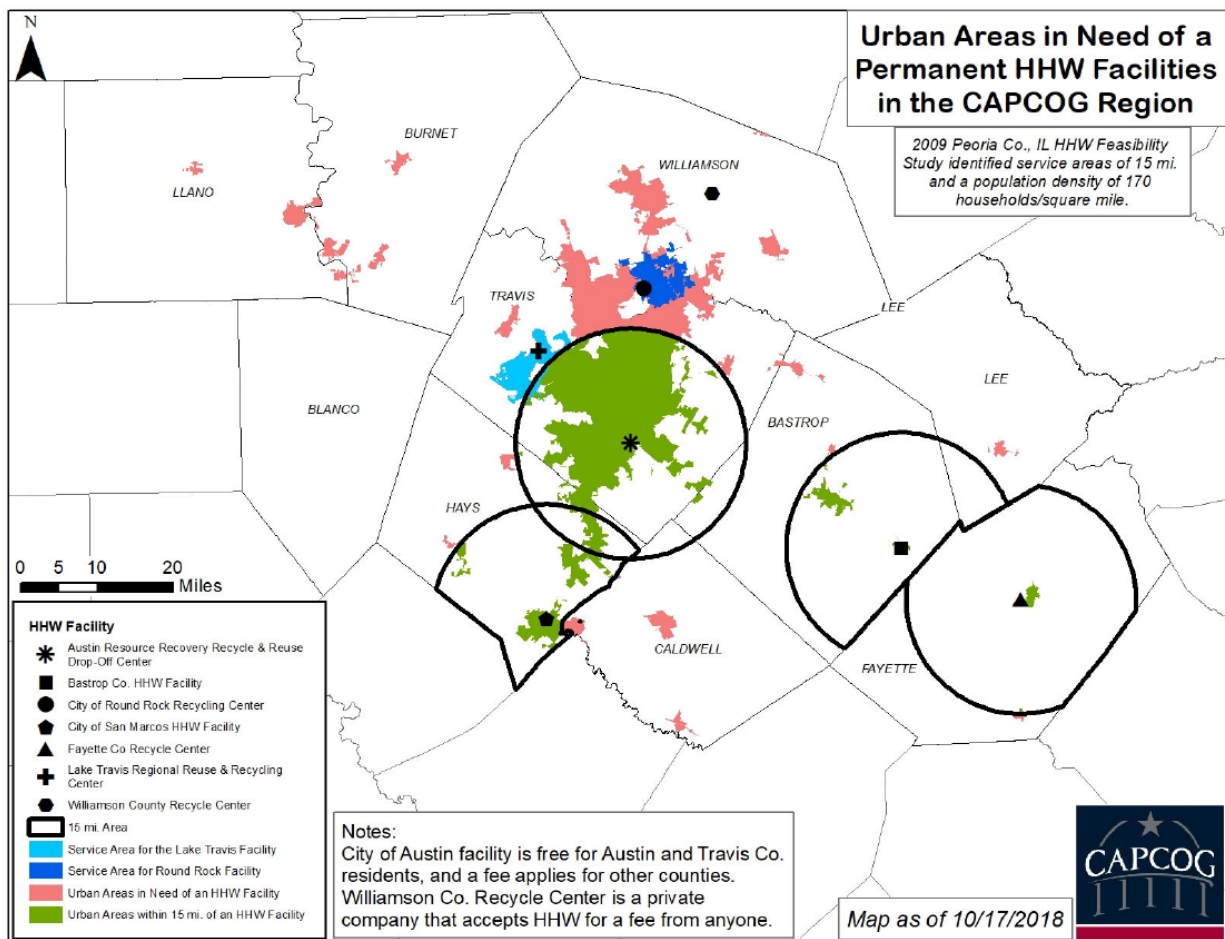 N
Urban Areas in Need of a
Permanent HHW Facilities
in the CAPCOG Region
2009 Peoria Co., IL HHW Feasibility
Study identified service areas of 15 mi.
and a population density of 170
households/square mile.
BURNET
WILLIAMSON
LLANO
TRAVIS
LEE
LEE
BLANCO
BASTROP
HAYS
CALDWELL
FAYETTE
0 5 10 20
Miles
HHW Facility
Austin Resource Recovery Recycle & Reuse
Drop-Off Center
Bastrop Co. HHW Facility
City of Round Rock Recycling Center
City of San Marcos HHW Facility
Fayette Co Recycle Center
Lake Travis Regional Reuse & Recycling
Center
Williamson County Recycle Center
15 mi. Area
Service Area for the Lake Travis Facility
Service Area for Round Rock Facility
Urban Areas in Need of an HHW Facility
Urban Areas within 15 mi. of an HHW Facility
Notes:
City of Austin facility is free for Austin and Travis Co.
residents, and a fee applies for other counties.
Williamson Co. Recycle Center is a private
company that accepts HHW for a fee from anyone.
Map as of 10/17/2018
CAPCOG